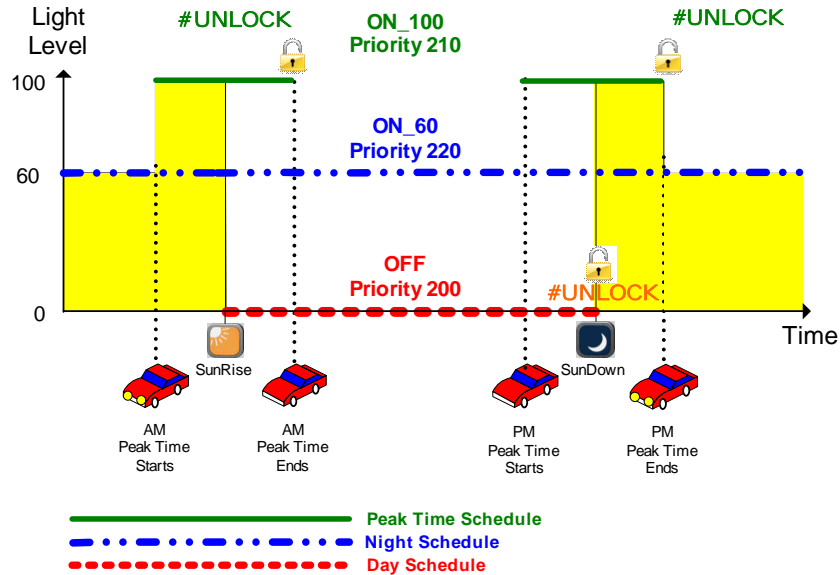 Light
Level
#UNLOCK
ON_100
Priority 210
#UNLOCK
100
ON_60
Priority 220
60
OFF
Priority 200
#UNLOCK
0
Time
SunRise
SunDown
AM
Peak Time
Starts
AM
Peak Time
Ends
PM
Peak Time
Starts
PM
Peak Time
Ends
Peak Time Schedule
Night Schedule
Day Schedule